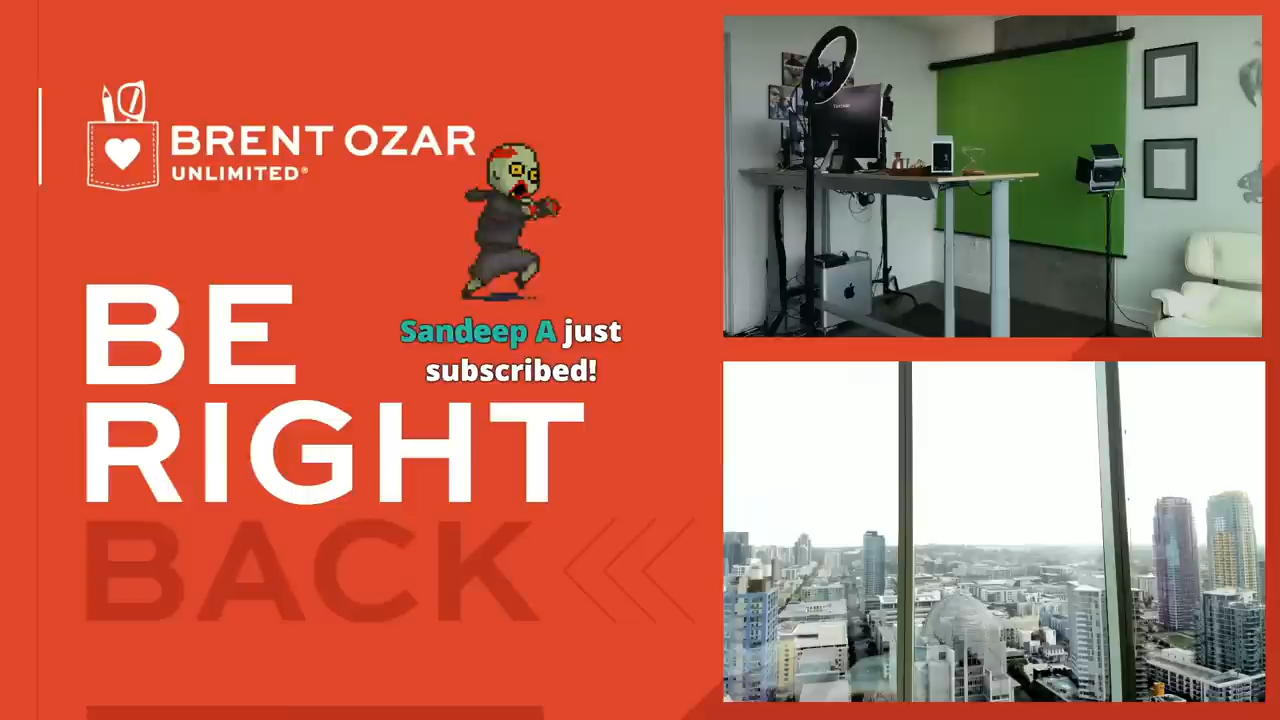 BRENT OZAR
UNLIMITED®
Sandeep A just
subscribed!
BE
RIGHT
BACK